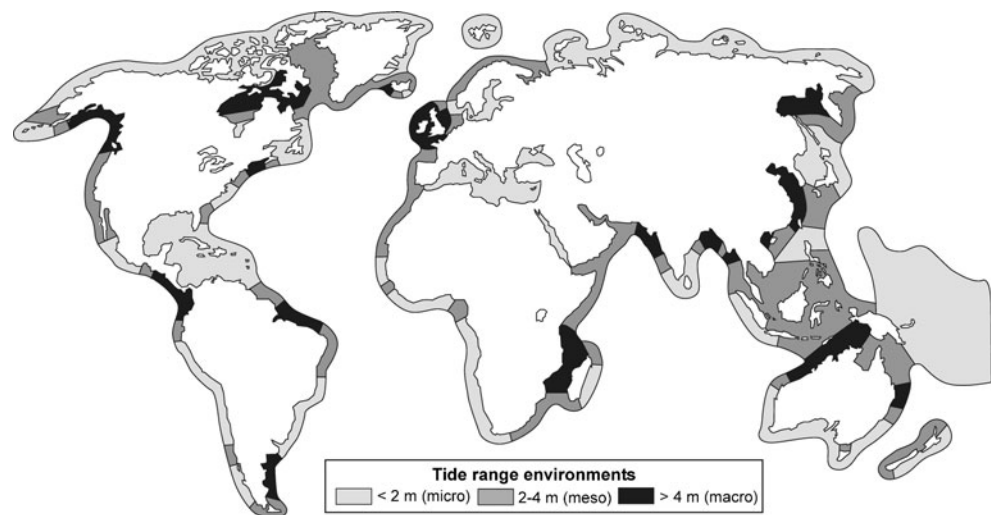 Tide range environments
< 2 m (micro) 2-4 m (meso) > 4 m (macro)